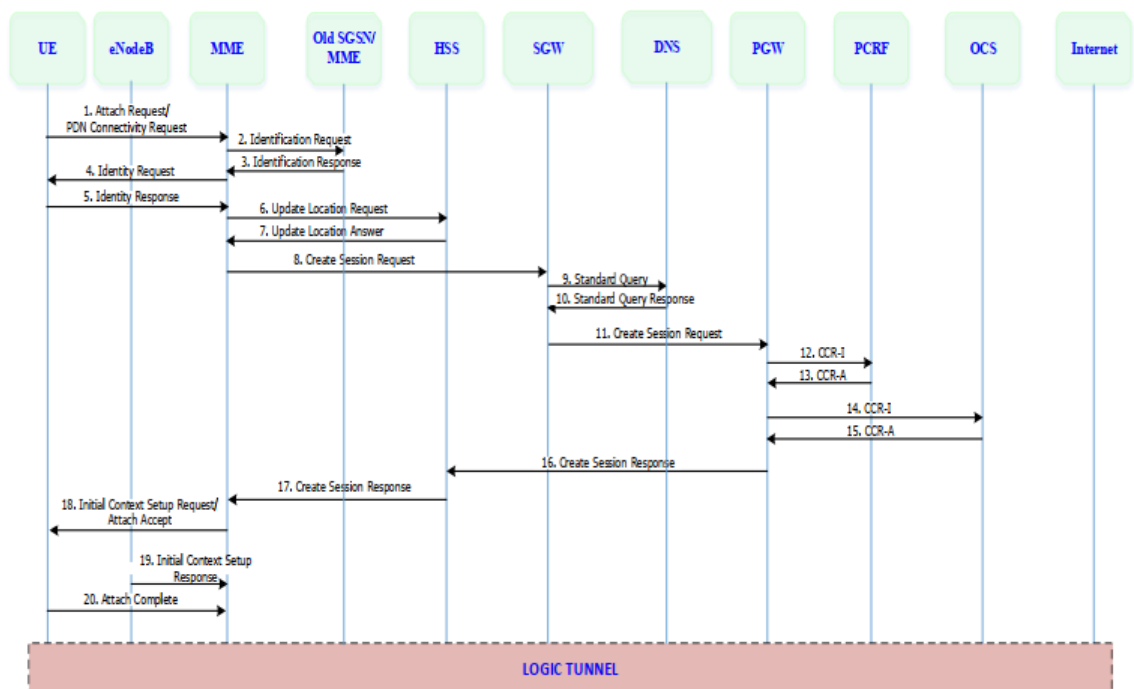 UE
eNodeB
MME
Old SGSN/
MME
HSS
SGW
DNS
PGW
PCRF
OCS
Internet
1. Attach Request/
PDN Connectivity Request
2. Identification Request
3. Identification Response
4. Identity Request
5. Identity Response
6. Update Location Request
7. Update Location Answer
8. Create Session Request
9. Standard Query
10. Standard Query Response
11. Create Session Request
12. CCR-I
13. CCR-A
14. CCR-I
15. CCR-A
16. Create Session Response
17. Create Session Response
18. Initial Context Setup Request/
Attach Accept
19. Initial Context Setup
Response
20. Attach Complete
LOGIC TUNNEL